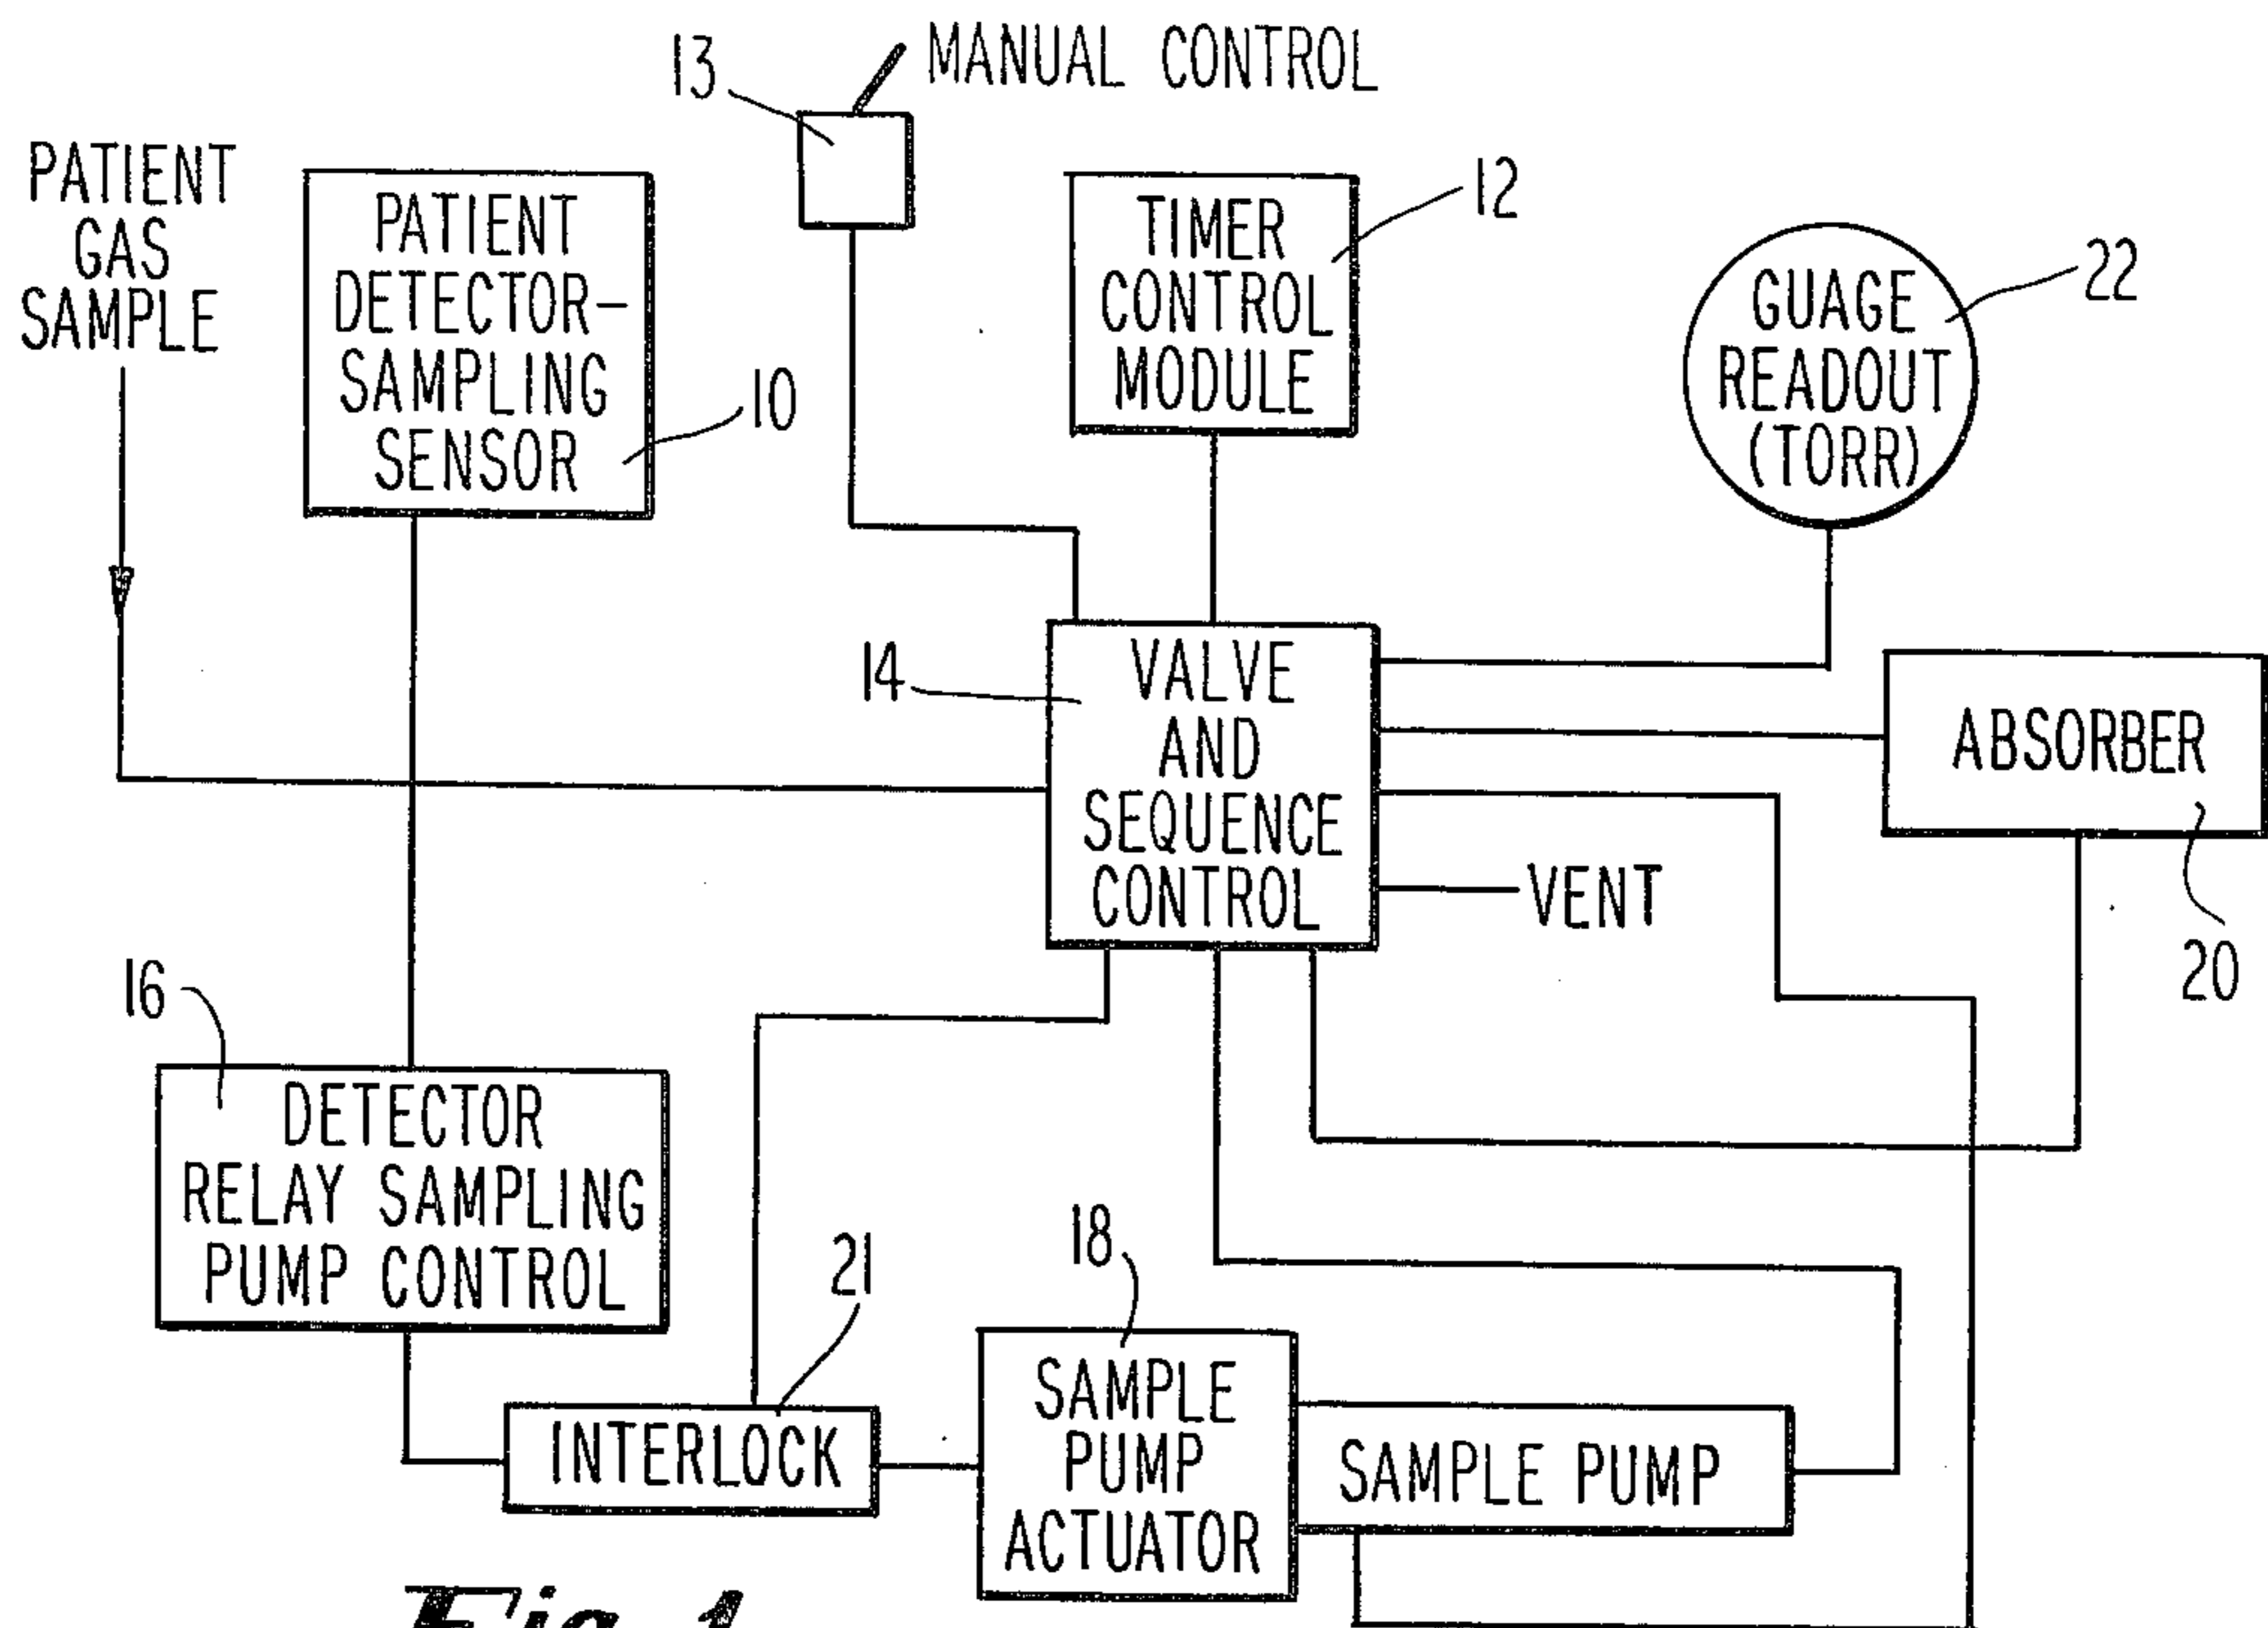 13
MANUAL CONTROL
PATIENT
GAS
SAMPLE
PATIENT
DETECTOR-
SAMPLING
SENSOR
10
TIMER
CONTROL
MODULE
12
GUAGE
READOUT
(TORR)
22
14
VALVE
AND
SEQUENCE
CONTROL
ABSORBER
20
VENT
16
DETECTOR
RELAY SAMPLING
PUMP CONTROL
21
INTERLOCK
18
SAMPLE
PUMP
ACTUATOR
SAMPLE PUMP
Fig. 1